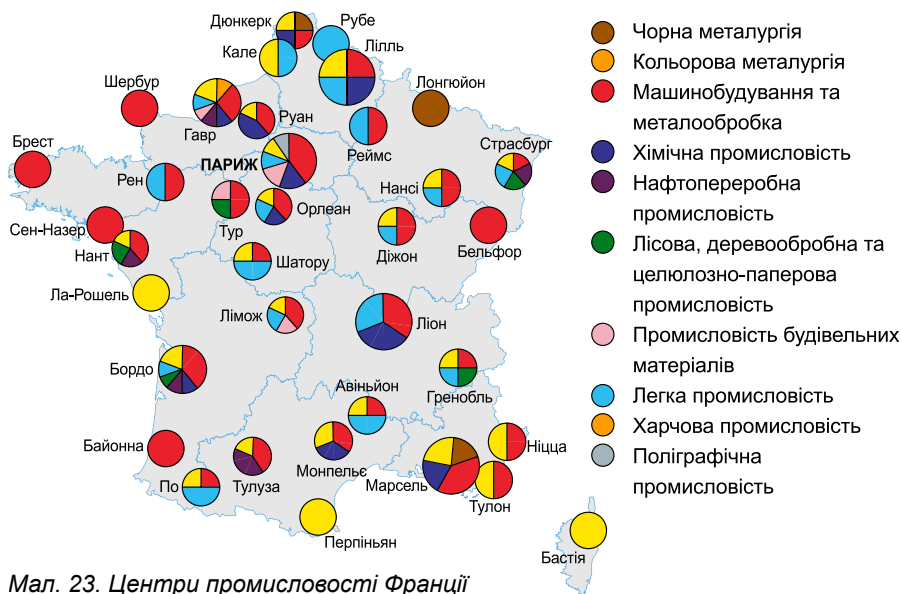 Дюнкерк
Рубе
Кале
Лілль
Шербур
Лонгюйон
Гавр
Руан
Брест
ПАРИЖ
Реймс
Страсбург
Рен
Нансі
Тур
Орлеан
Сен-Назер
Нант
Діжон
Бельфор
Шатору
Ла-Рошель
Лімож
Ліон
Бордо
Авіньйон
Гренобль
Байонна
Ніцца
По
Тулуза
Монпельє
Марсель
Тулон
Перпіньян
Бастія
Чорна металургія
Кольорова металургія
Машинобудування та
металообробка
Хімічна промисловість
Нафтопереробна
промисловість
Лісова, деревообробна та
целюлозно-паперова
промисловість
Промисловість будівельних
матеріалів
Легка промисловість
Харчова промисловість
Поліграфічна
промисловість
Мал. 23. Центри промисловості Франції